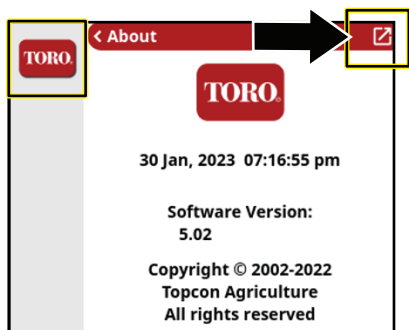 < About
TORO.
TORO.
30 Jan, 2023 07:16:55 pm
Software Version:
5.02
Copyright © 2002-2022
Topcon Agriculture
All rights reserved